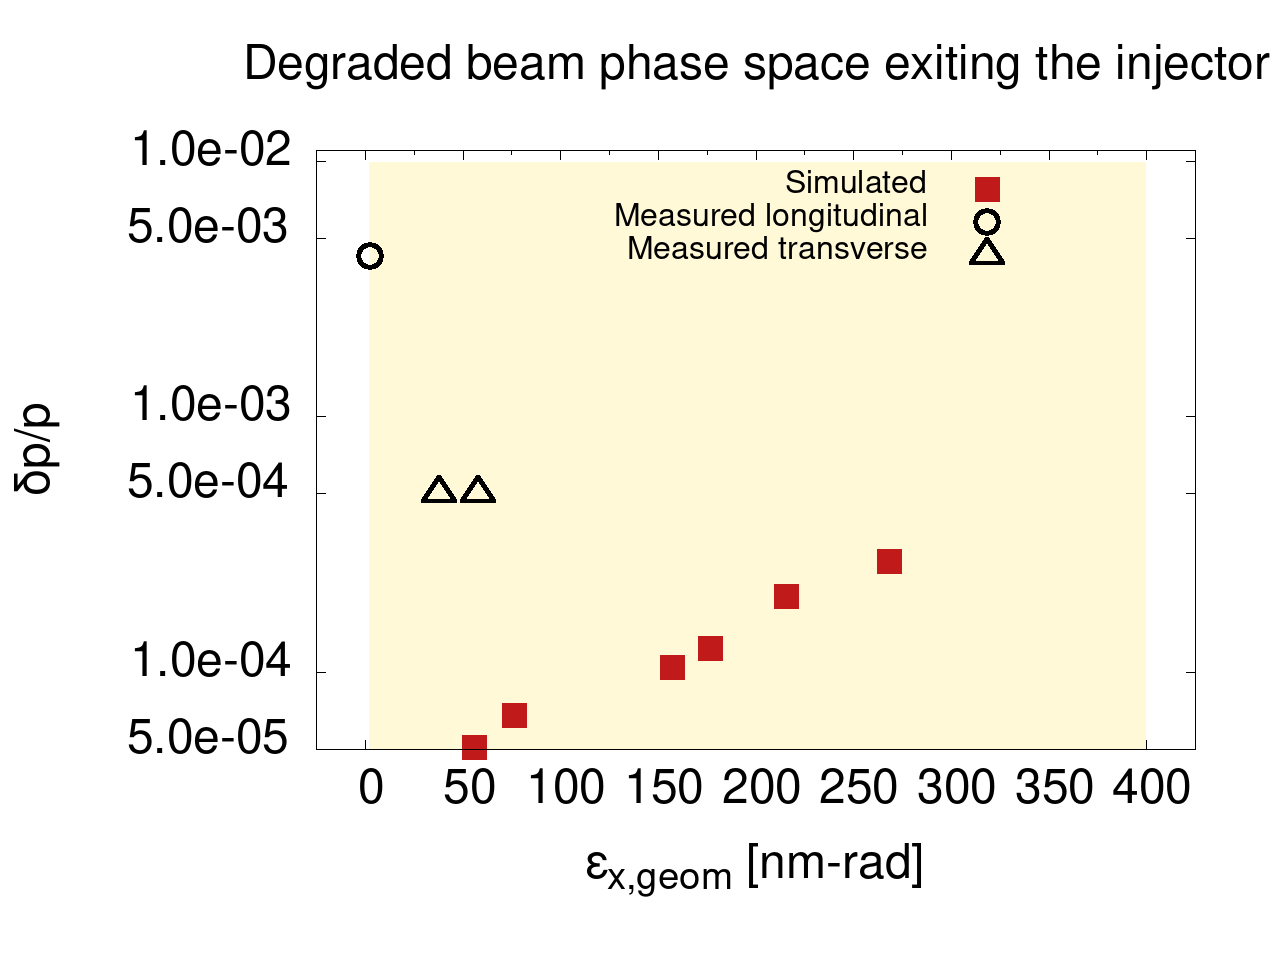 Degraded beam phase space exiting the injector
1.0e-02
5.0e-03
1.0e-03
5.0e-04
1.0e-04
5.0e-05
δp/p
Simulated
Measured longitudinal
Measured transverse
0 50 100 150 200 250 300 350 400
εx,geom [nm-rad]